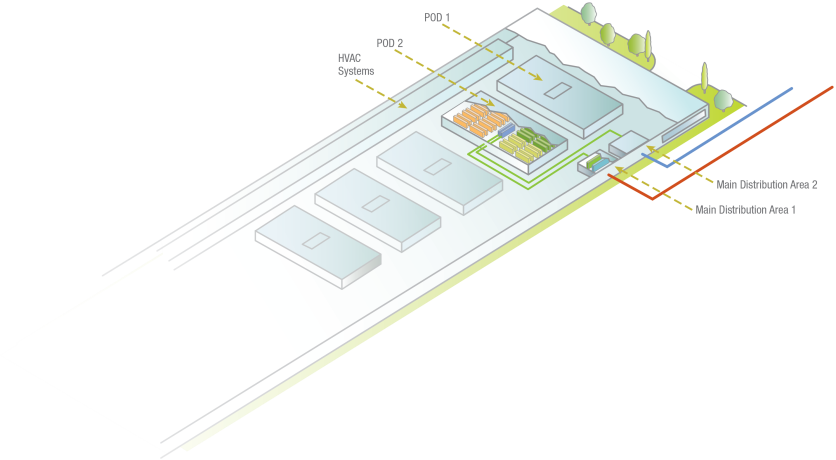 POD 1
POD 2
HVAC
Systems
Main Distribution Area 2
Main Distribution Area 1